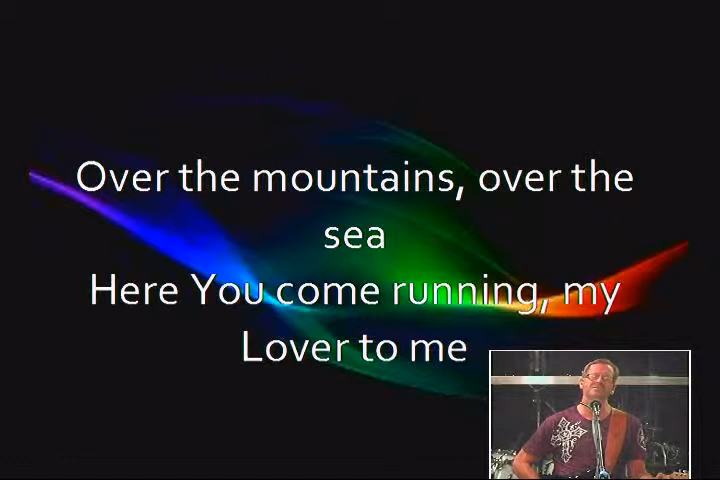 Over the mountains, over the
sea
Here You come running, my
Lover to me